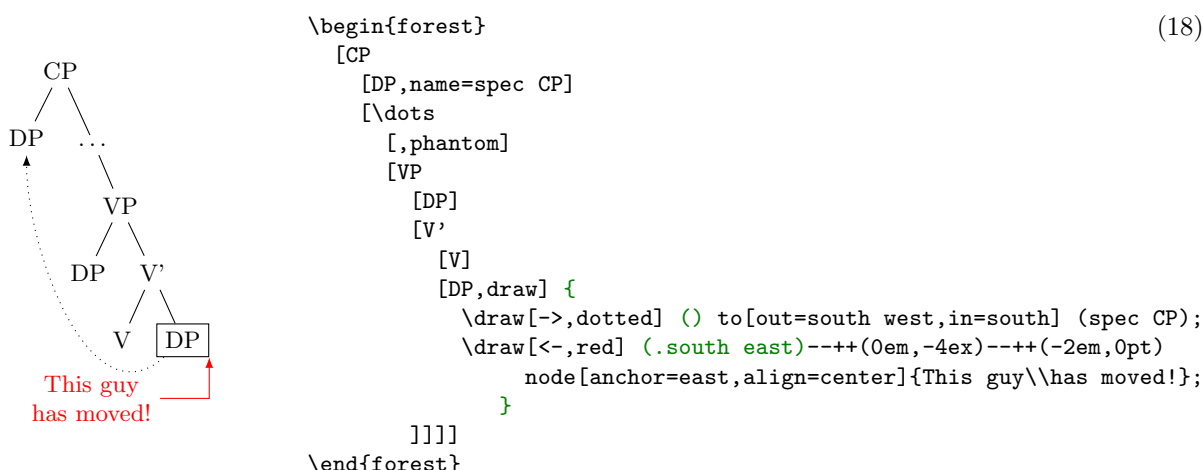 CP
DP
...
VP
DP
V'
V
DP
This guy
has moved!
\begin{forest}
(18)
[CP
[DP,name=spec CP]
[\dots
[,phantom]
[VP
[DP]
[V'
[V]
[DP,draw] {
\draw[->,dotted] () to[out=south west,in=south] (spec CP);
\draw[<-,red] (.south east)--++(0em,-4ex)--++(-2em,0pt)
node[anchor=east,align=center]{This guy\\has moved!};
}
]]]]
\end{forest}